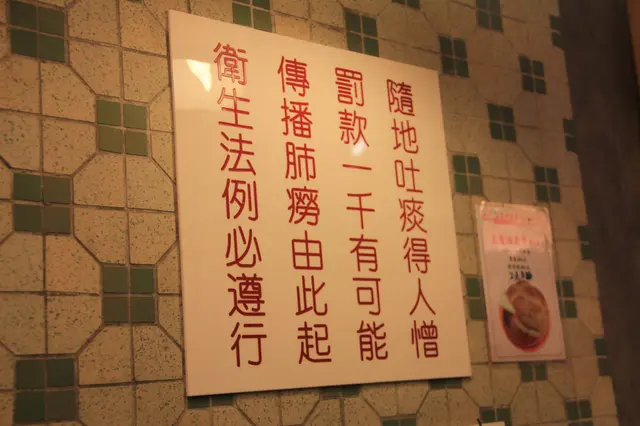 隨地吐痰得人憎
罰款一千有可能
傳播肺癆由此起
衛生法例必遵行